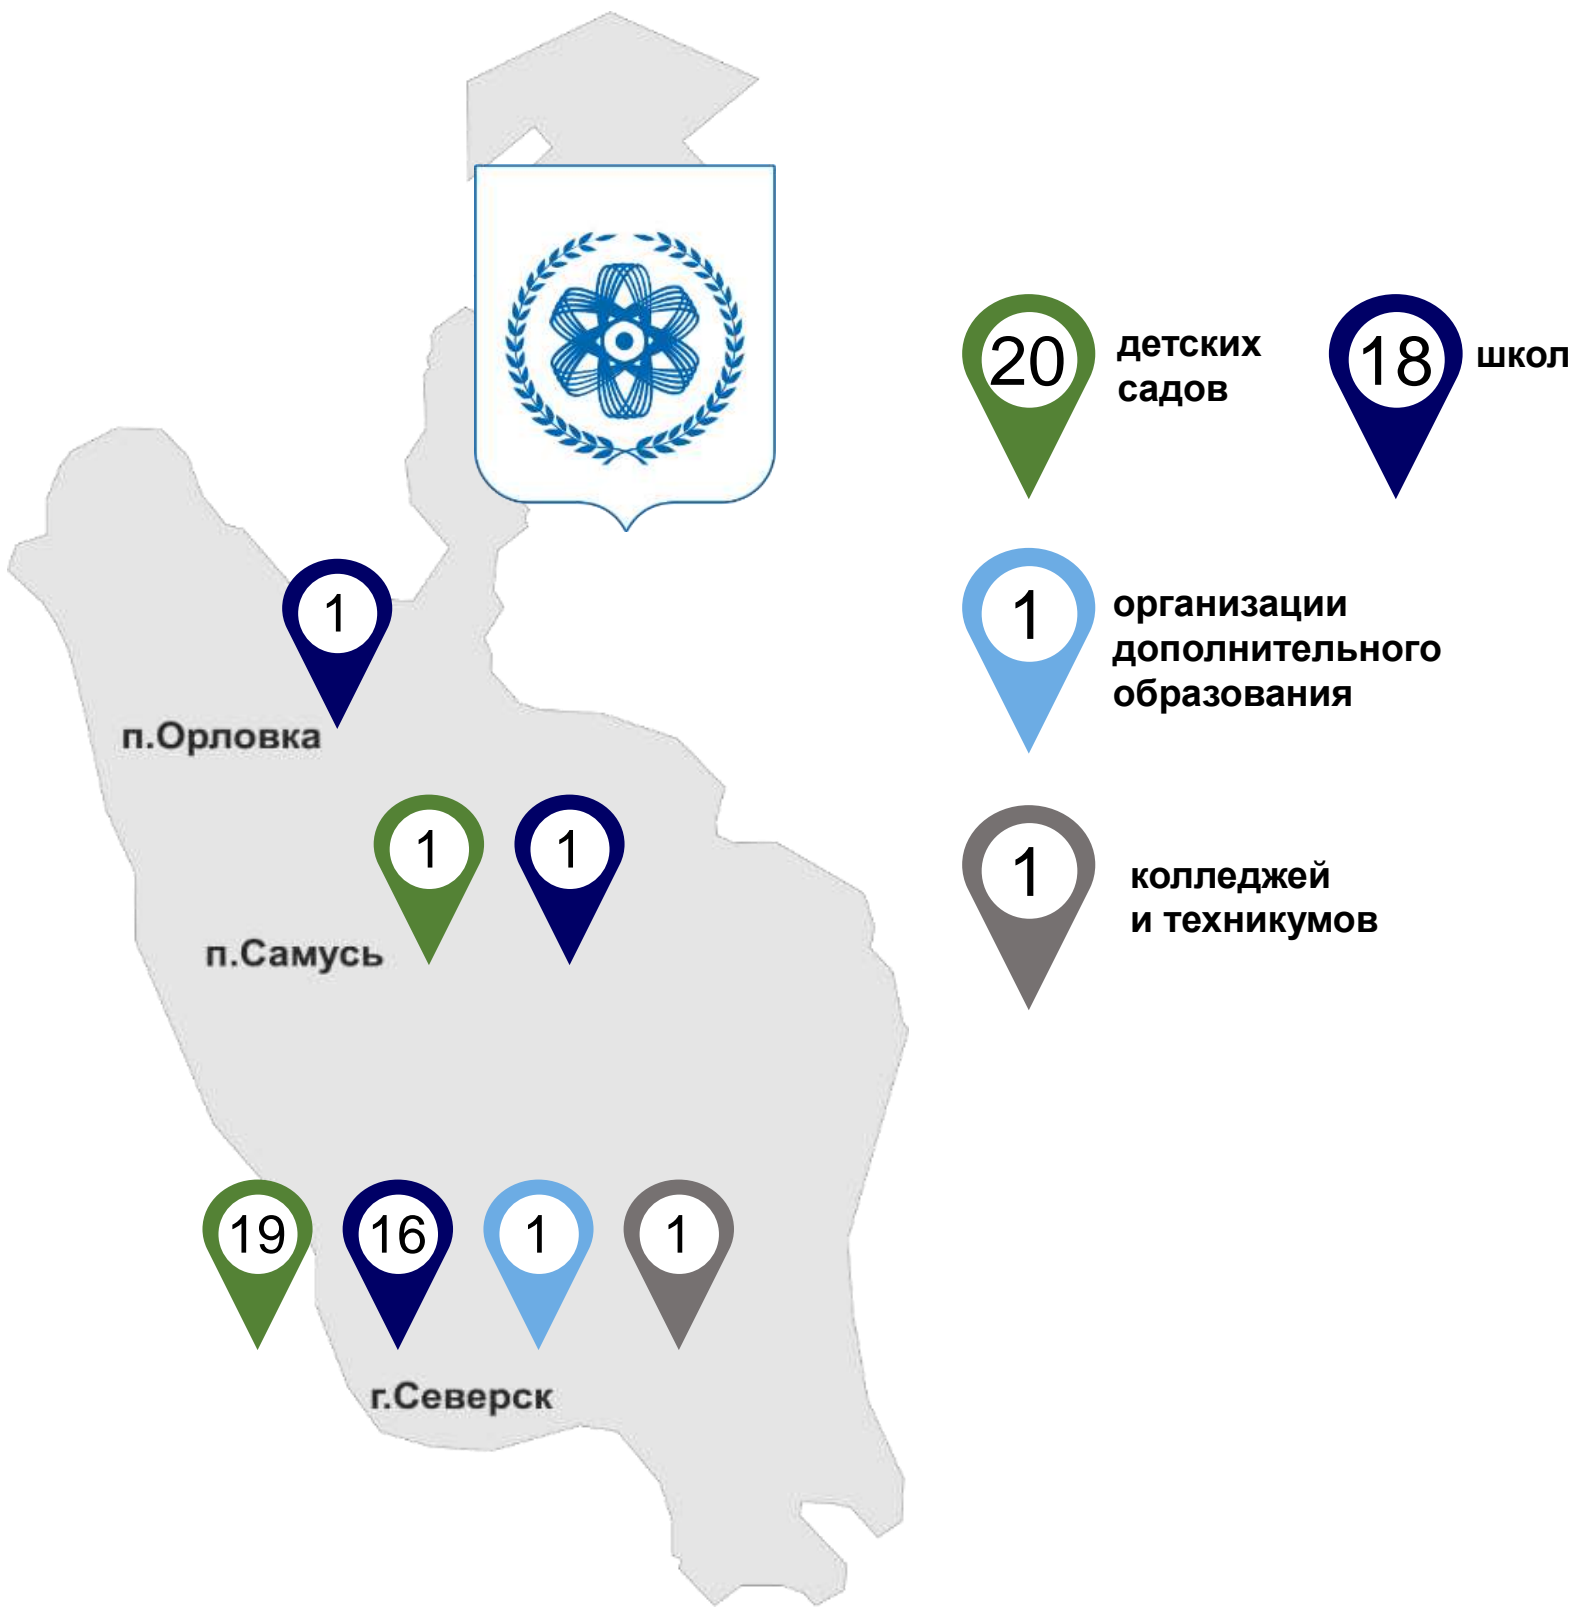 20
детских
садов
18
школ
1
организации
дополнительного
образования
1
колледжей
и техникумов
1
п.Орловка
1
1
п.Самусь
19
16
1
1
г.Северск